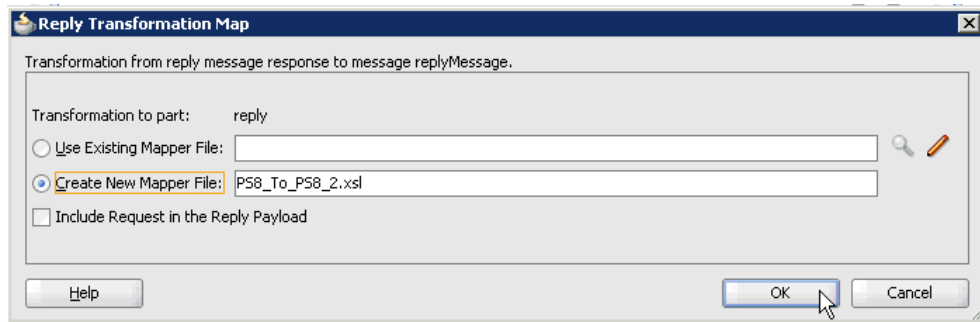 Reply Transformation Map
Transformation from reply message response to message replyMessage.
Transformation to part: reply
Use Existing Mapper File:
Create New Mapper File: PS8_To_PS8_2.xsl
Include Request in the Reply Payload
Help OK Cancel